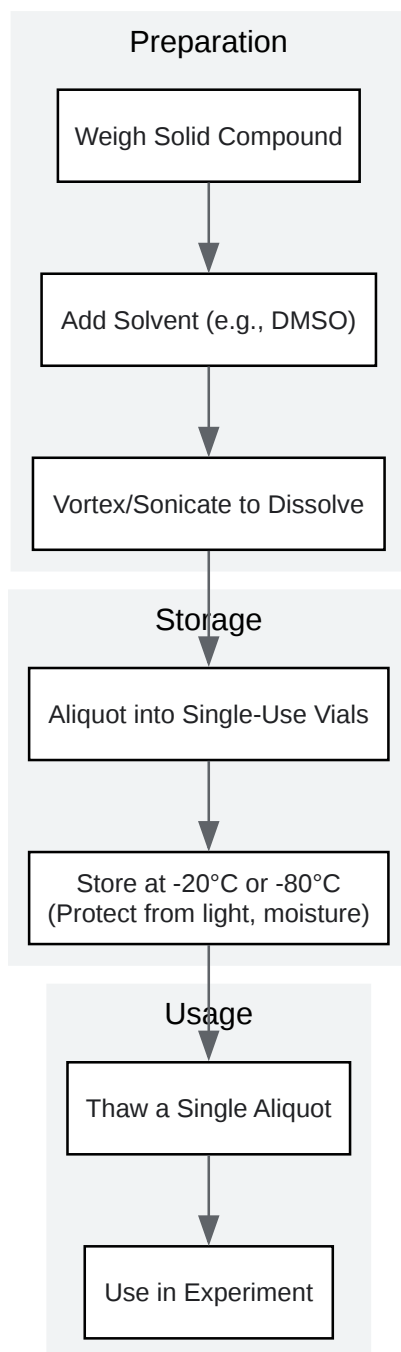 Preparation
Weigh Solid Compound
Add Solvent (e.g., DMSO)
Vortex/Sonicate to Dissolve
Storage
Aliquot into Single-Use Vials
Store at -20°C or -80°C
(Protect from light, moisture)
Usage
Thaw a Single Aliquot
Use in Experiment